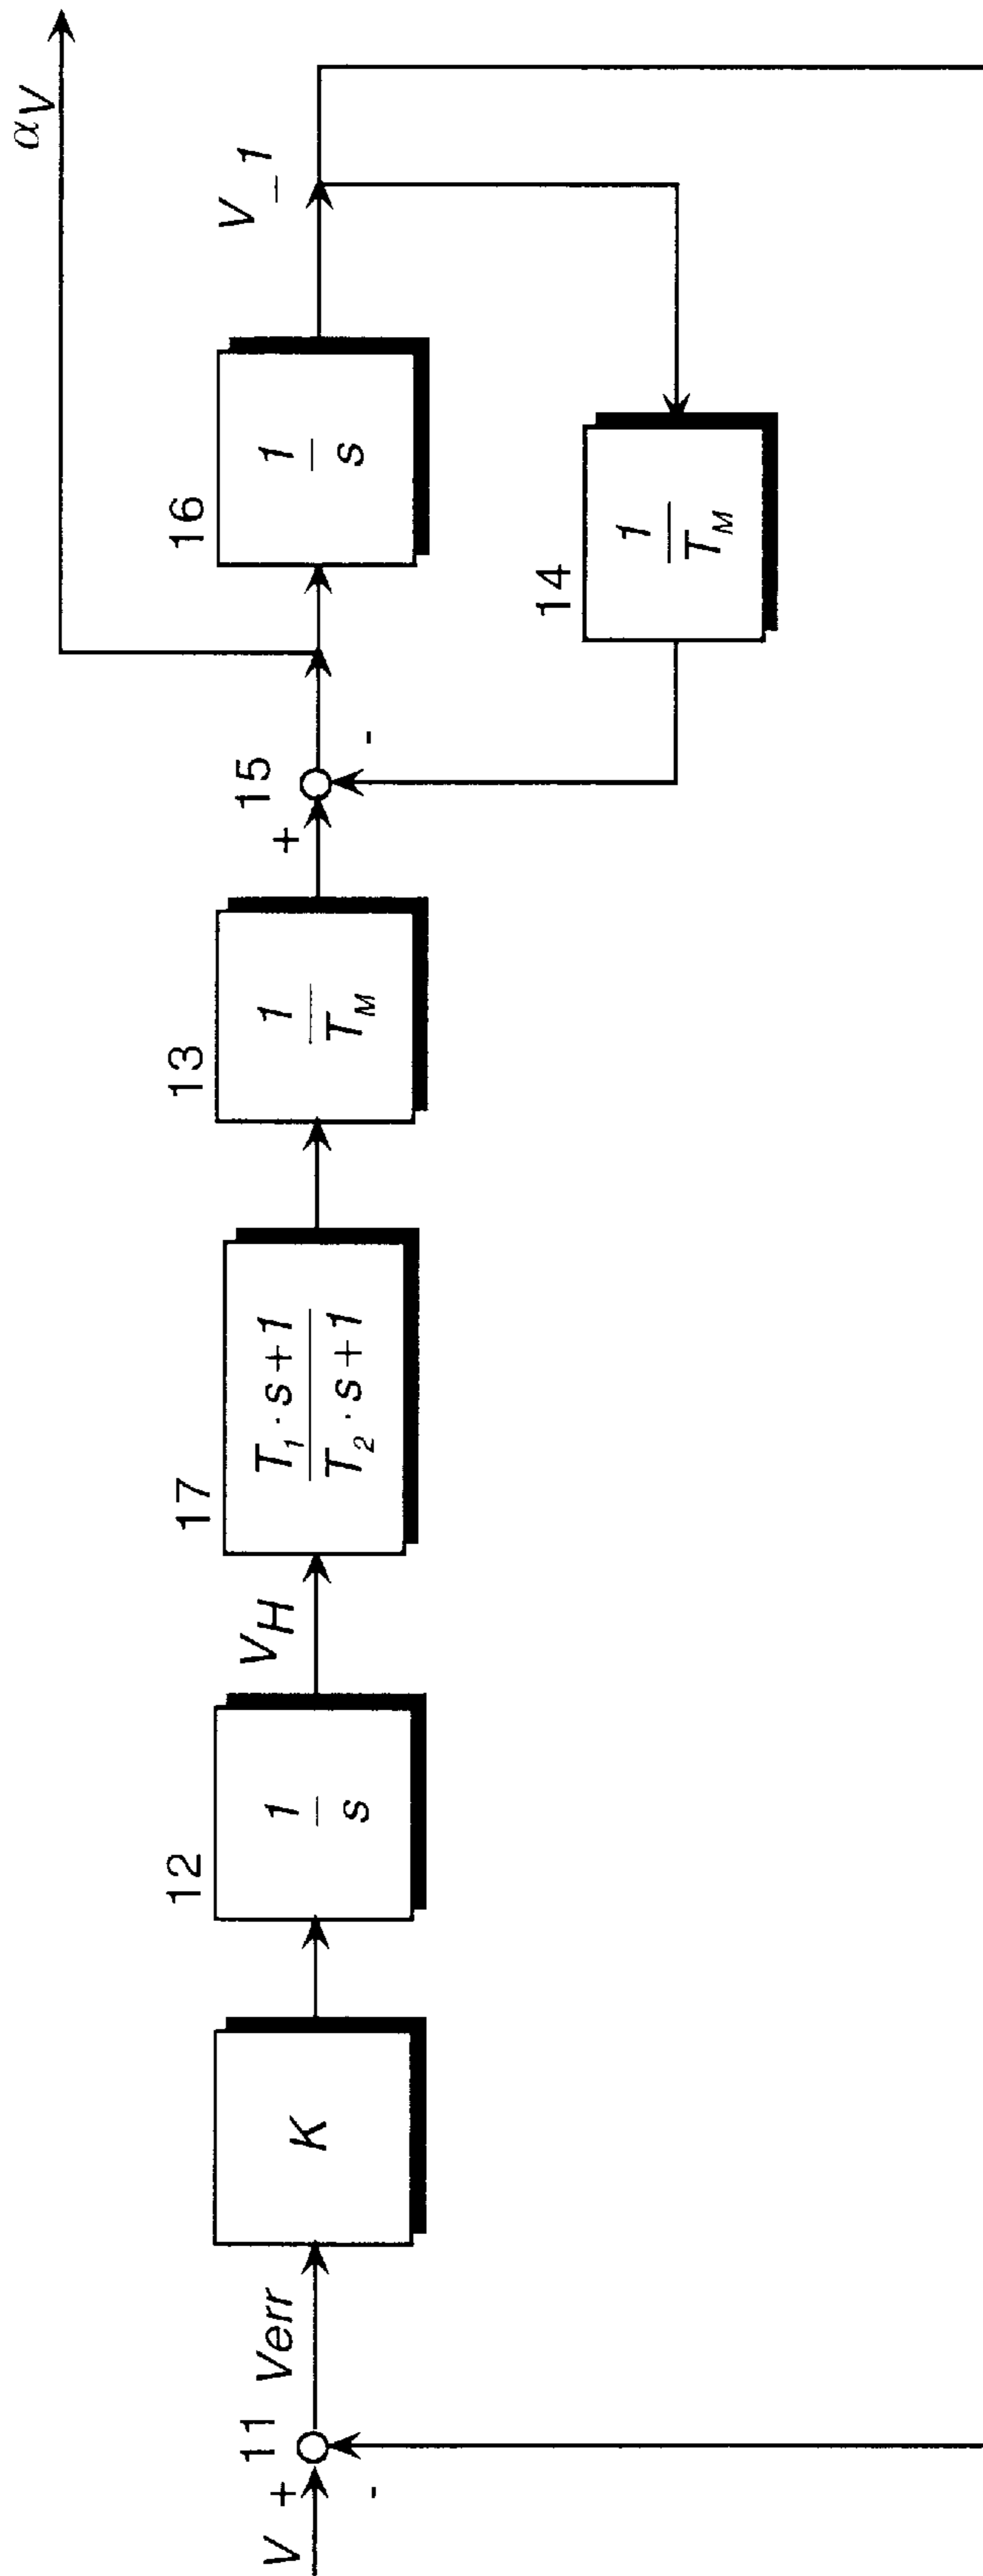 V
+
-
11
Verr
K
12
1
s
V_H
17
T_1 · s + 1
T_2 · s + 1
13
1
T_M
+
15
-
16
1
s
14
1
T_M
V_1
α_V